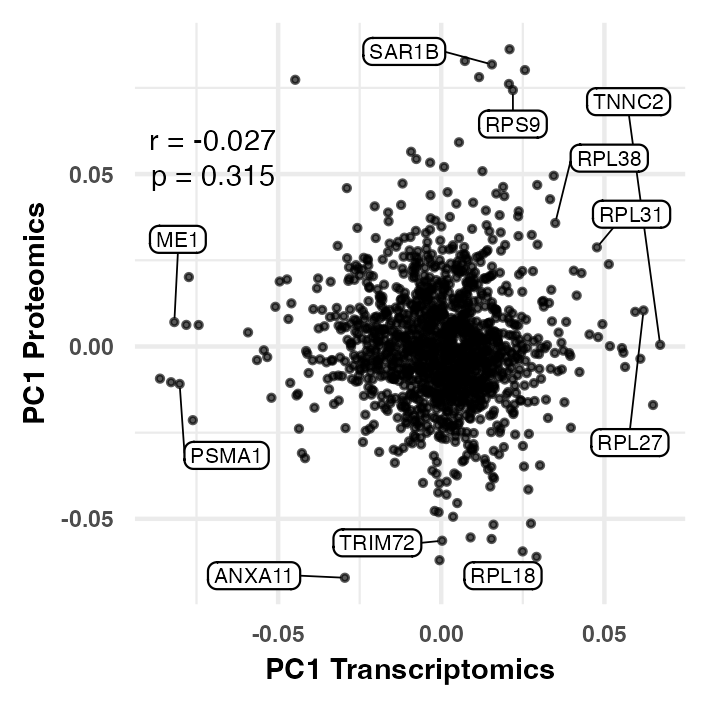 SAR1B
TNNC2
RPS9
r = -0.027
p = 0.315
RPL38
0.05
RPL31
ME1
PC1 Proteomics
0.00
RPL27
PSMA1
-0.05
TRIM72
ANXA11
RPL18
-0.05
0.00
0.05
PC1 Transcriptomics